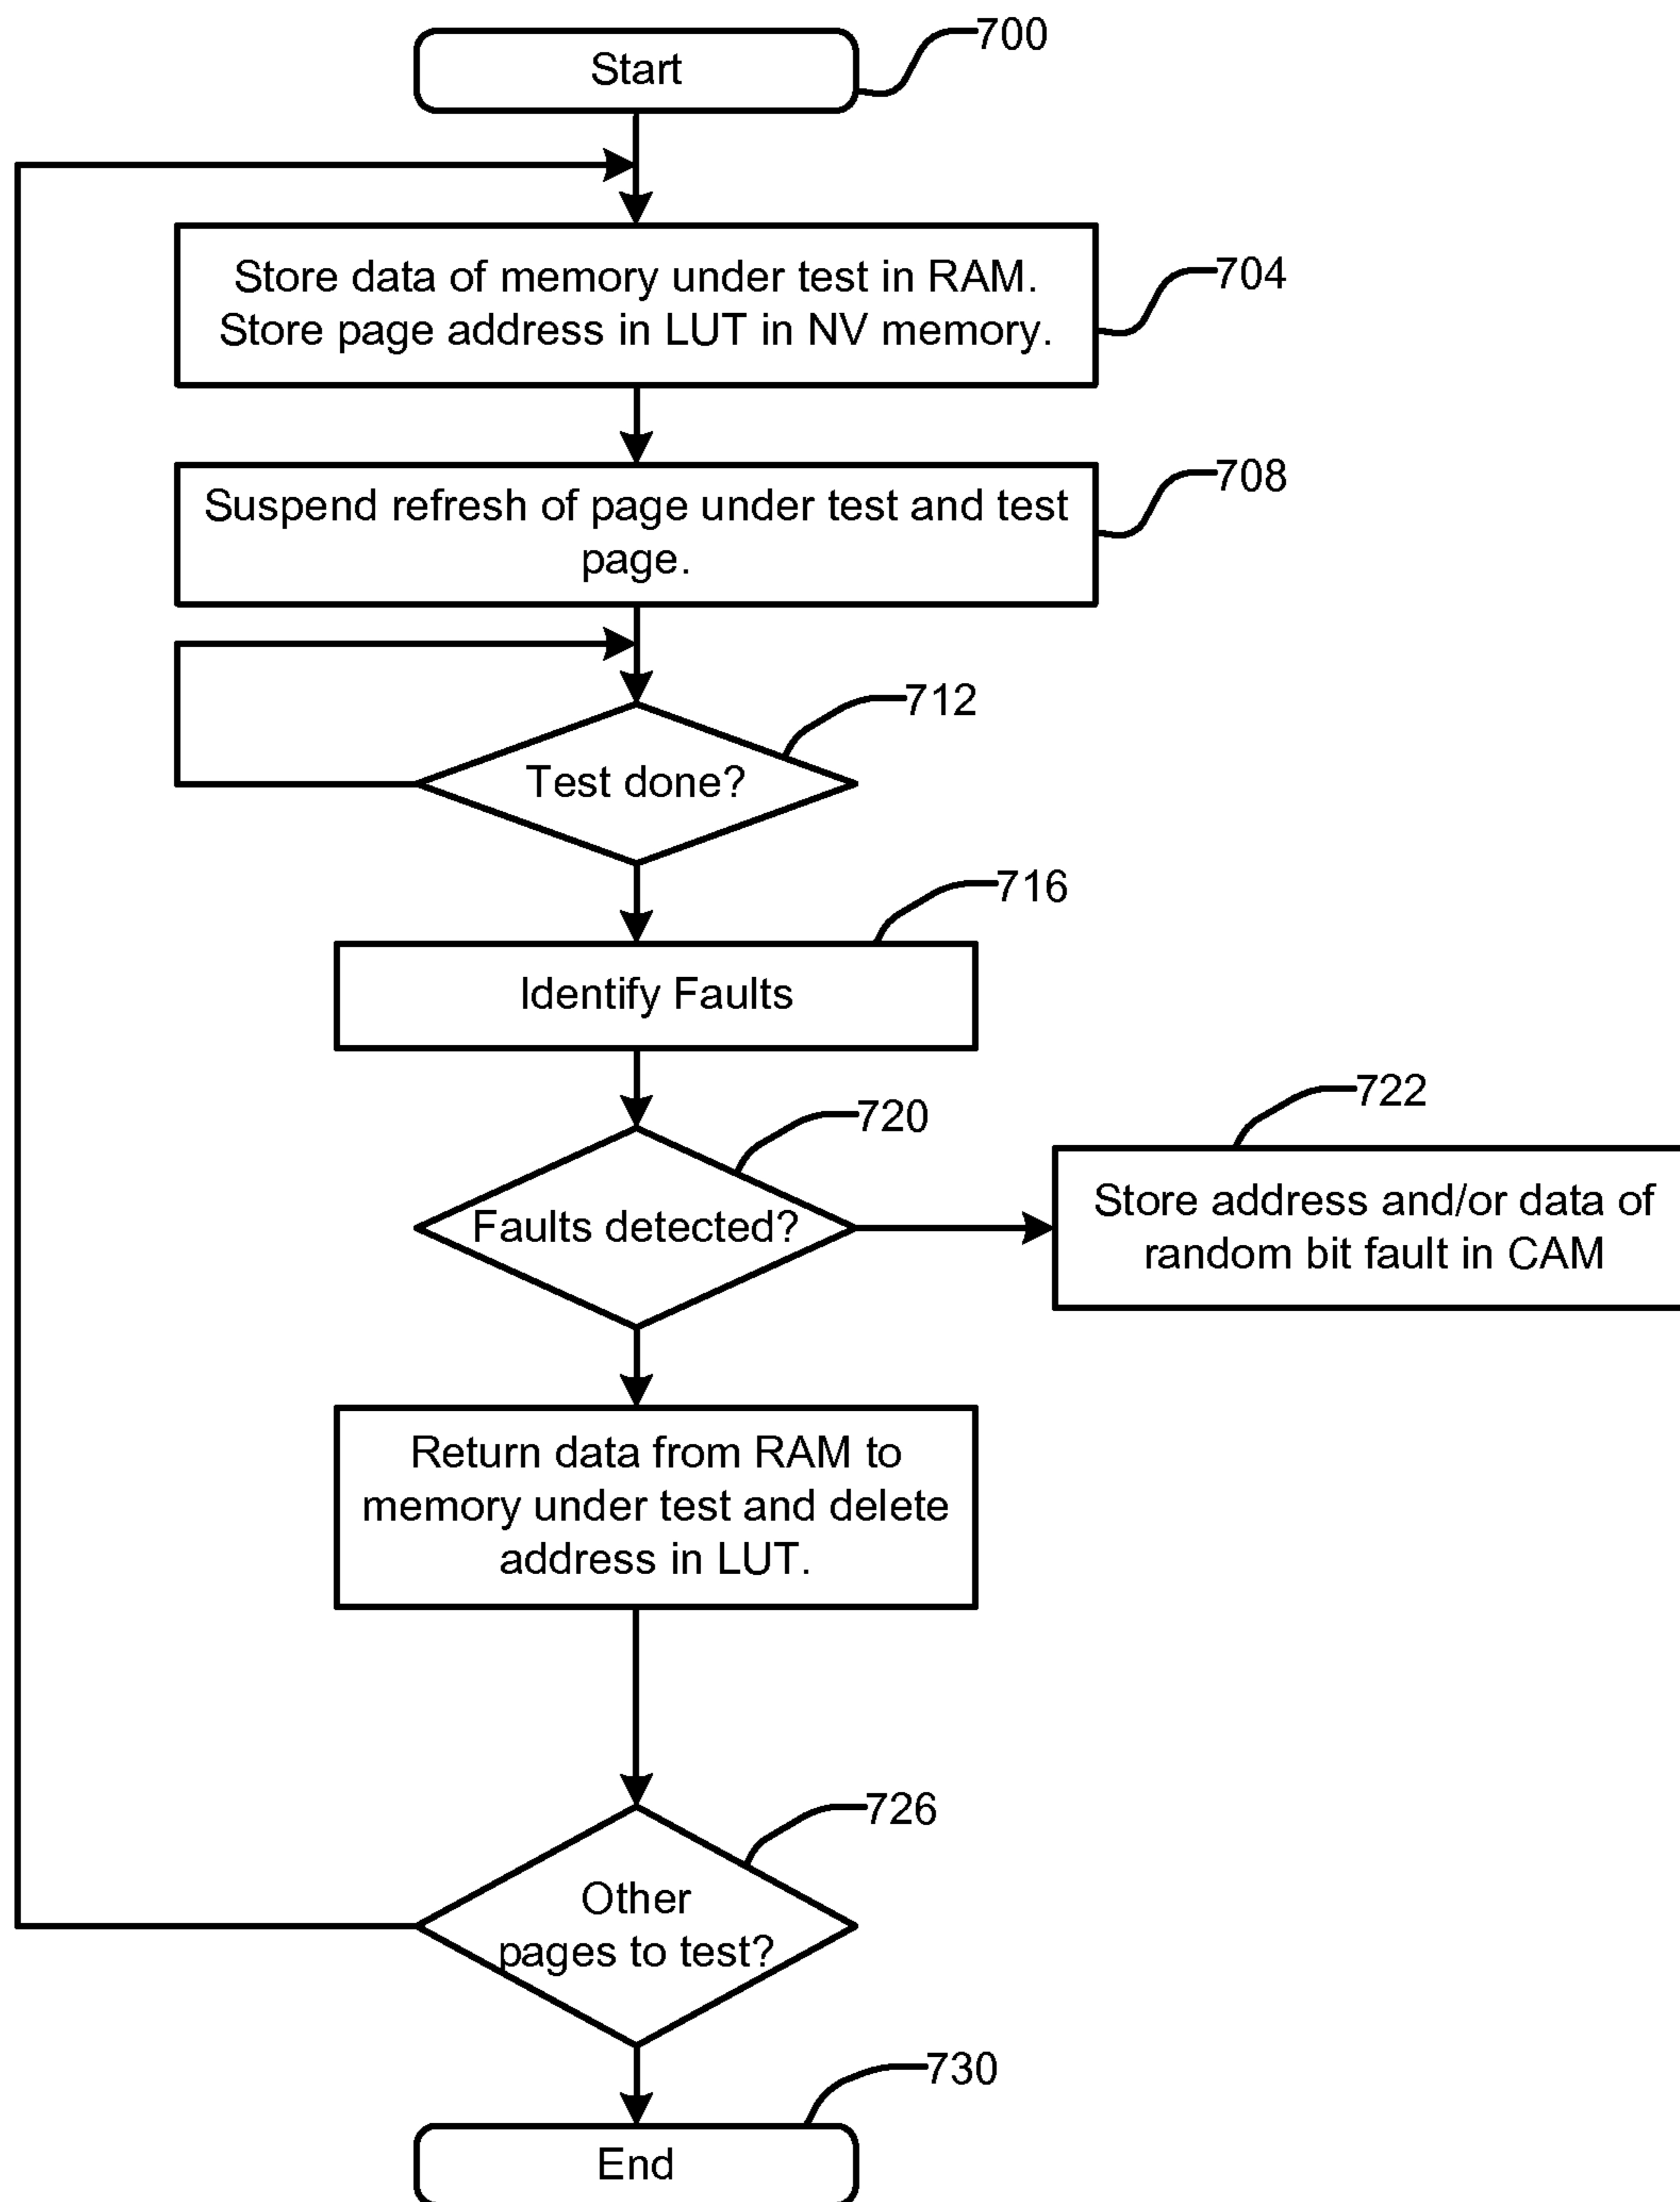 Start
700
Store data of memory under test in RAM.
Store page address in LUT in NV memory.
704
Suspend refresh of page under test and test
page.
708
712
Test done?
716
Identify Faults
720
Faults detected?
722
Store address and/or data of
random bit fault in CAM
Return data from RAM to
memory under test and delete
address in LUT.
726
Other
pages to test?
730
End